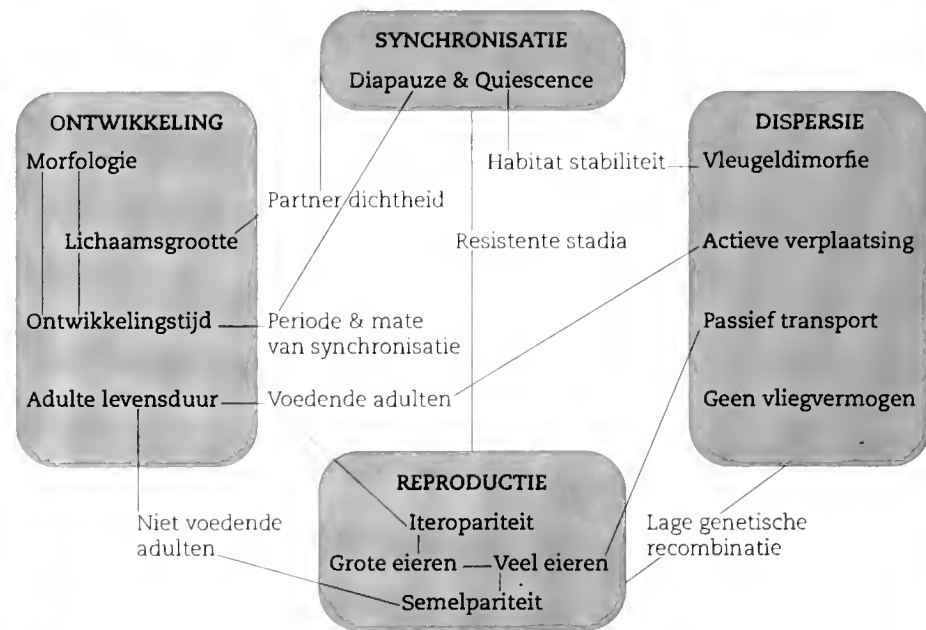 SYNCHRONISATIE
Diapauze & Quiescence
ONTWIKKELING
Morfologie
Lichaamsgrootte
Ontwikkelingstijd
Adulte levensduur
Partner dichtheid
Periode & mate
van synchronisatie
Voedende adulten
Habitat stabiliteit
Resistente stadia
DISPERSIE
Vleugeldimorfie
Actieve verplaatsing
Passief transport
Geen vliegvermogen
Niet voedende
adulten
REPRODUCTIE
Iteropariteit
Grote eieren
Veel eieren
Semelpariteit
Lage genetische
recombinatie